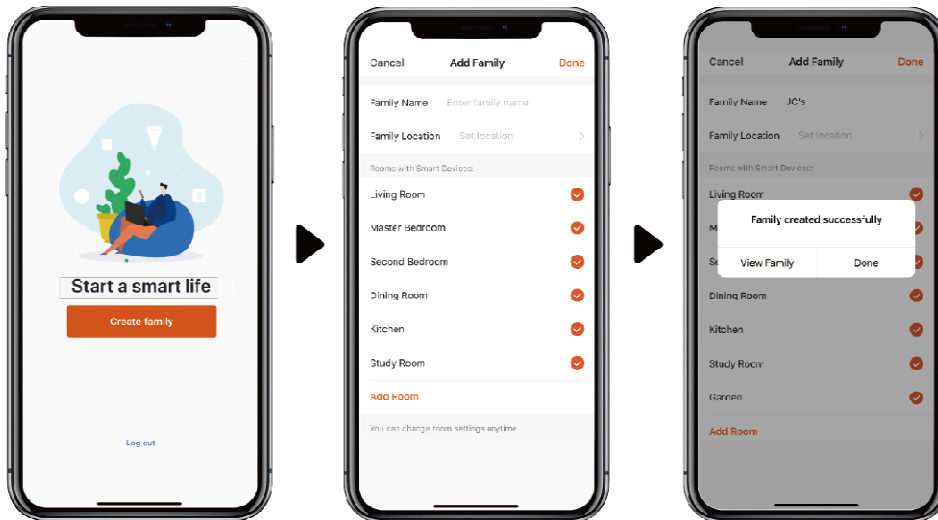 Start a smart life
Create family
Log out
Cancel Add Family Done
Family Name Enter family name
Family Location Set location
Rooms with Smart Devices:
Living Room
Master Bedroom
Second Bedroom
Dining Room
Kitchen
Study Room
Add Room
You can change room settings anytime
Cancel Add Family Done
Family Name JC's
Family Location Set location
Rooms with Smart Devices:
Living Room
M
Se
Family created successfully
View Family Done
Dining Room
Kitchen
Study Room
Garden
Add Room